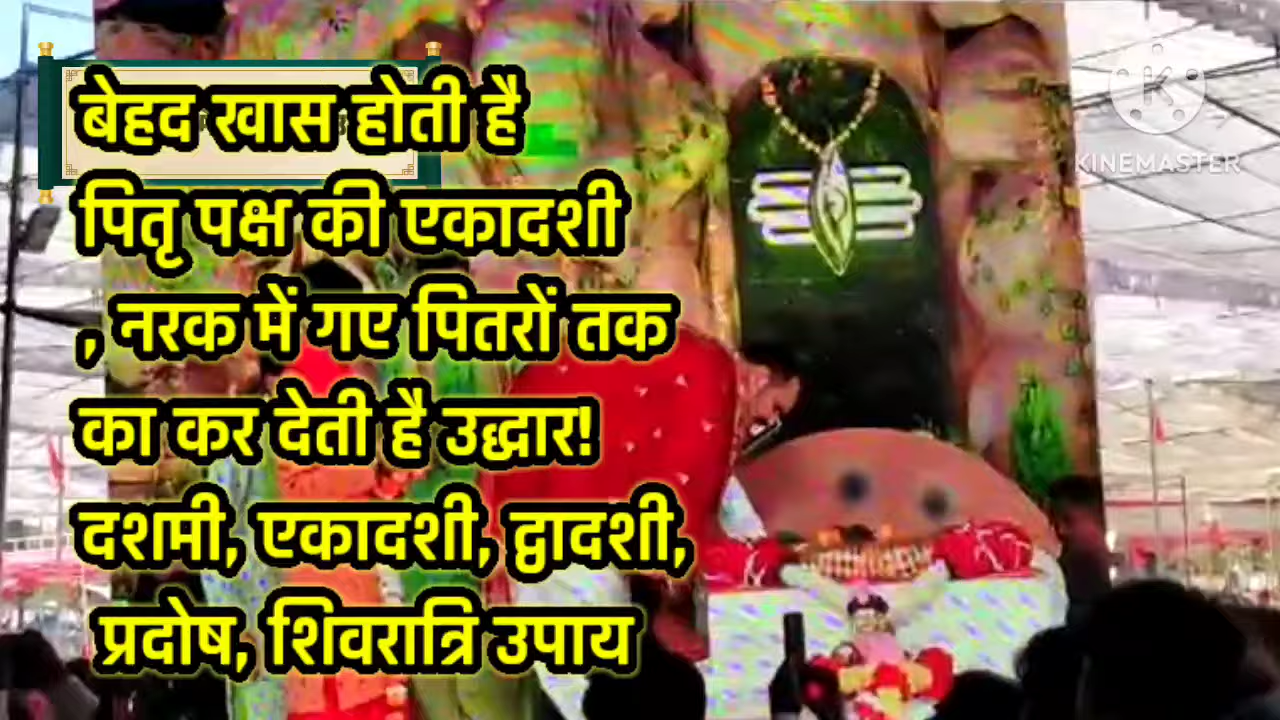 बेहद खास होती है
पितृ पक्ष की एकादशी
, नरक में गए पितरों तक
का कर देती है उद्धार!
दशमी, एकादशी, द्वादशी,
प्रदोष, शिवरात्रि उपाय
K
KINEMASTER